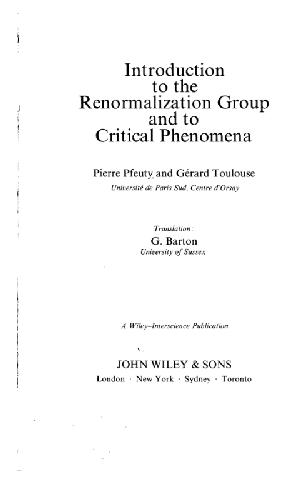 Introduction
to the
Renormalization Group
and to
Critical Phenomena
Pierre Pfeuty and Gérard Toulouse
Université de Paris Sud, Centre d'Orsay
Translation:
G. Barton
University of Sussex
A Wiley–Interscience Publication
JOHN WILEY & SONS
London · New York · Sydney · Toronto